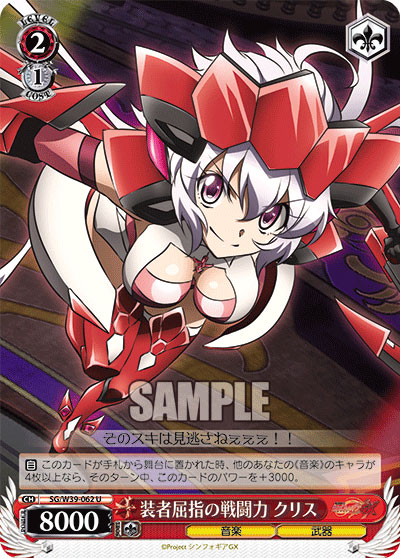 LEVEL
2
1
COST
SAMPLE
そのスキは見逃さねぇぇぇ！！
このカードが手札から舞台に置かれた時、他のあなたの《音楽》のキャラが
4枚以上なら、そのターン中、このカードのパワーを＋3000。
CH SG/W39-062 U
8000
装者屈指の戦闘力 クリス
音楽 武器
©Project シンフォギアGX